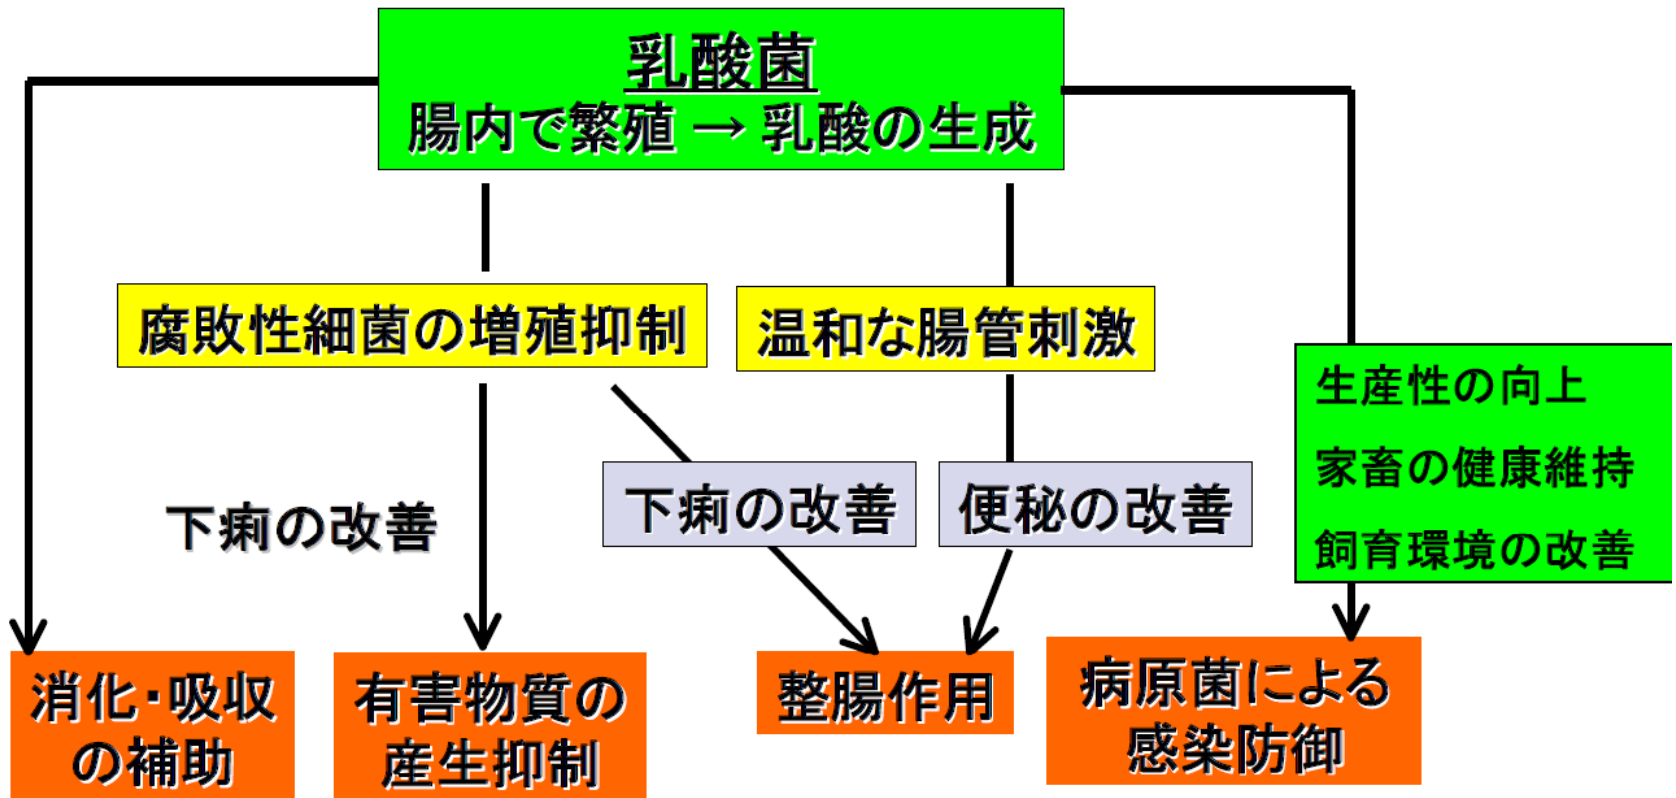 乳酸菌
腸内で繁殖 → 乳酸の生成
腐敗性細菌の増殖抑制
温和な腸管刺激
生産性の向上
家畜の健康維持
飼育環境の改善
下痢の改善
下痢の改善
便秘の改善
消化・吸収
の補助
有害物質の
産生抑制
整腸作用
病原菌による
感染防御